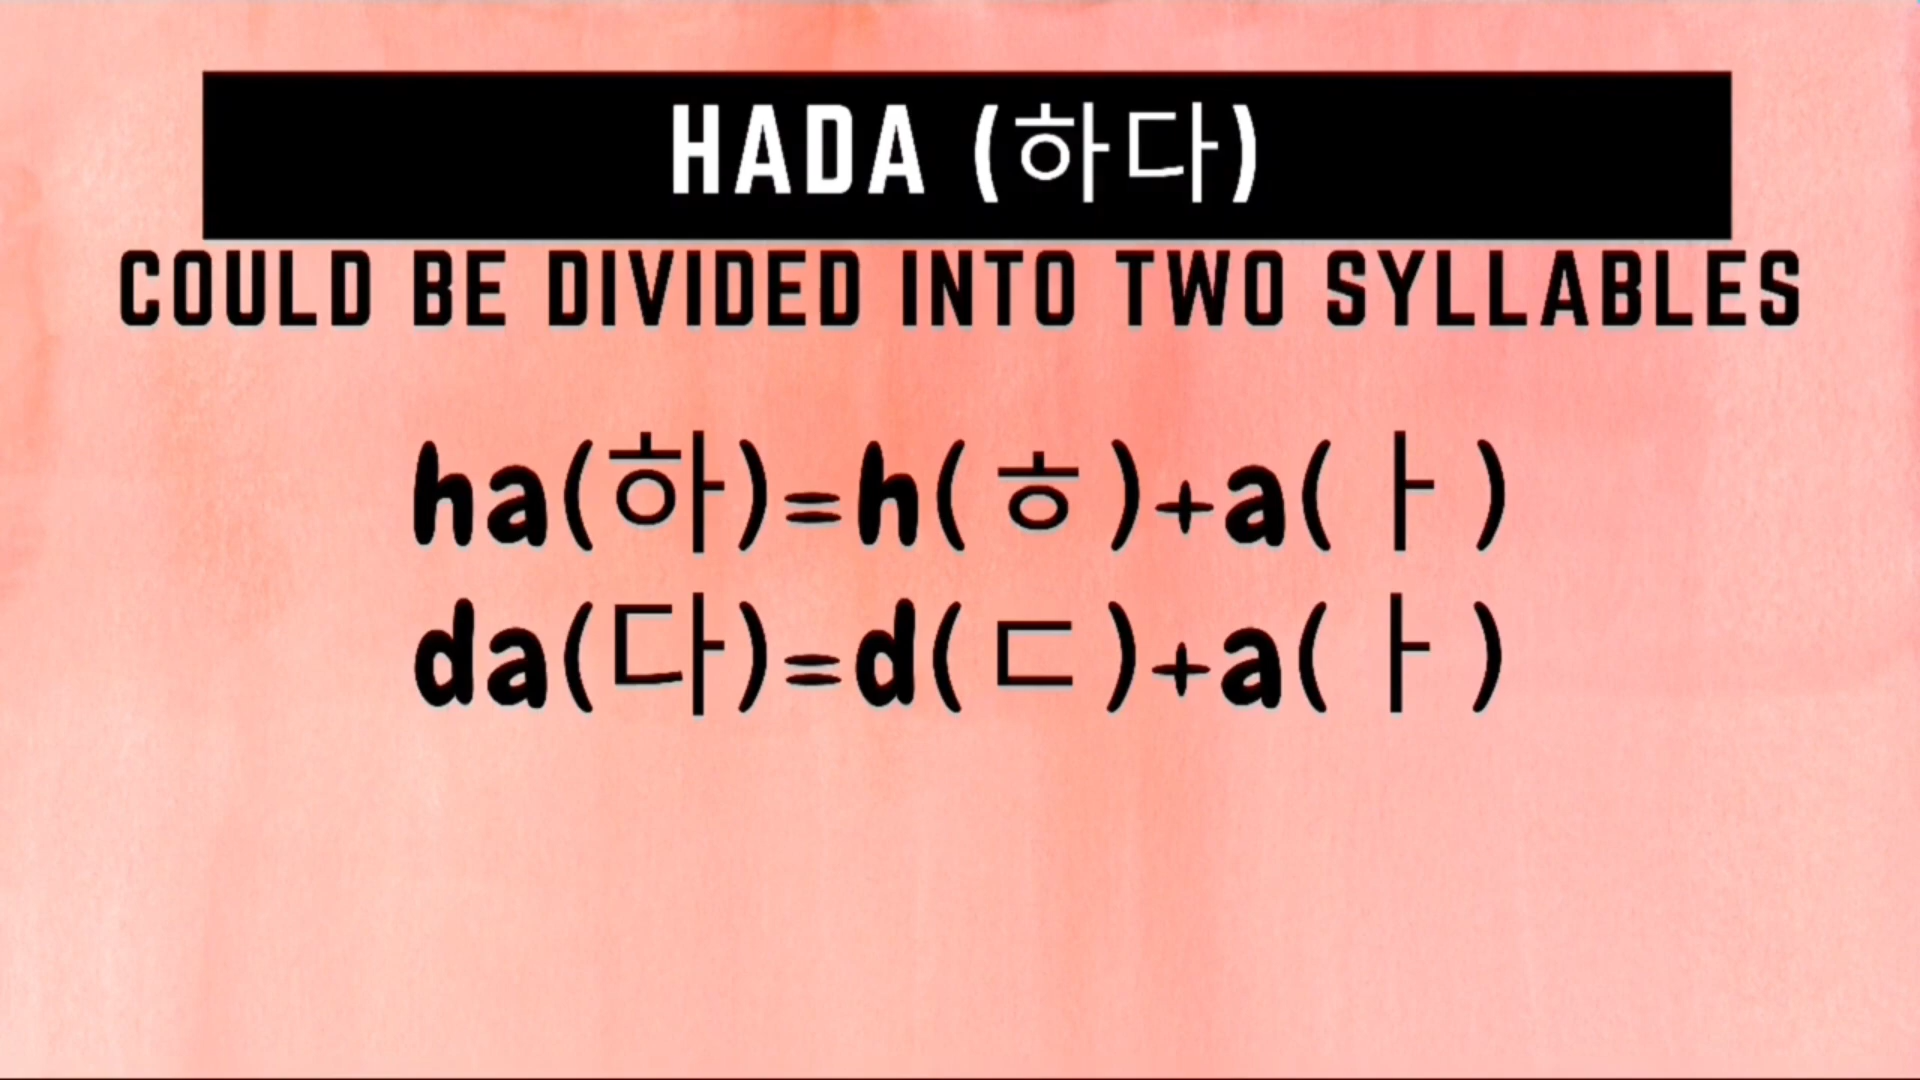 HADA (하다)
COULD BE DIVIDED INTO TWO SYLLABLES
ha(하)=h(ㅎ)+a(ㅏ)
da(다)=d(ㄷ)+a(ㅏ)